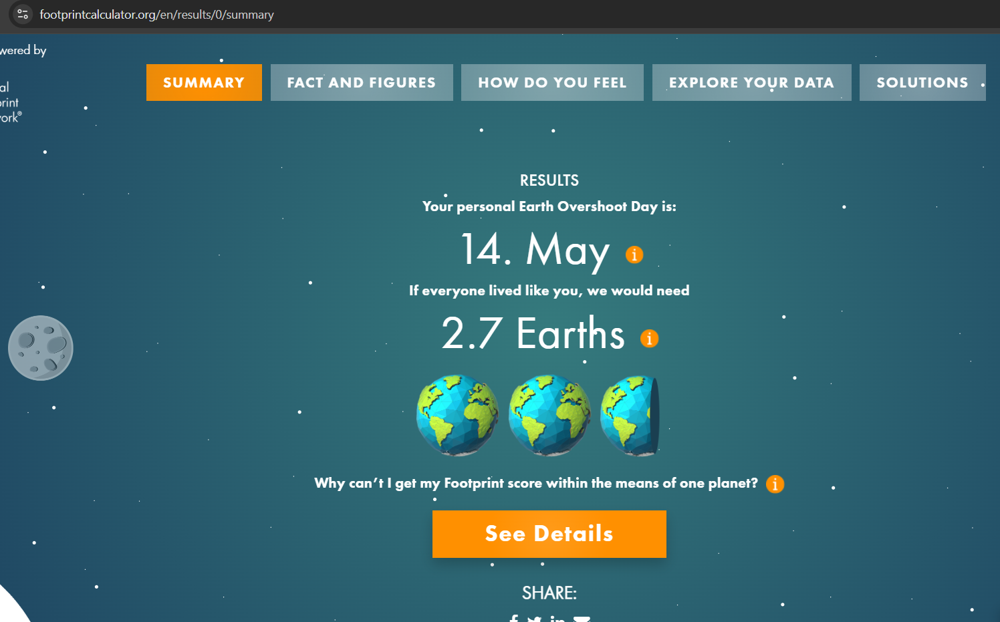 footprintcalculator.org/en/results/0/summary
wered by
al
print
work®
SUMMARY
FACT AND FIGURES
HOW DO YOU FEEL
EXPLORE YOUR DATA
SOLUTIONS
RESULTS
Your personal Earth Overshoot Day is:
14. May
If everyone lived like you, we would need
2.7 Earths
Why can't I get my Footprint score within the means of one planet?
See Details
SHARE: